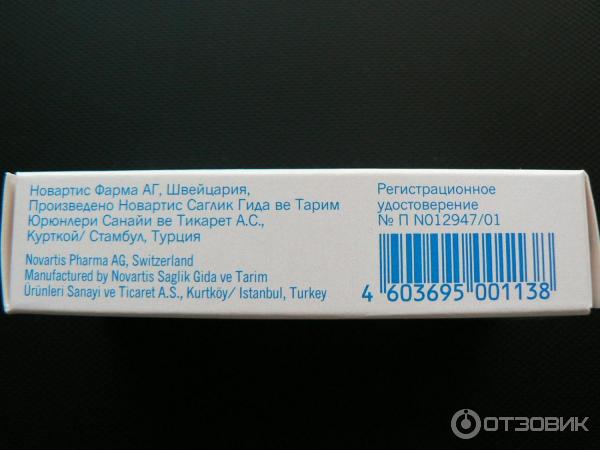 Новартис Фарма АГ, Швейцария,
Произведено Новартис Саглик Гида ве Тарим
Юрюнлери Санайи ве Тикарет А.С.,
Курткой/ Стамбул, Турция
Novartis Pharma AG, Switzerland
Manufactured by Novartis Saglik Gida ve Tarim
Ürünleri Sanayi ve Ticaret A.S., Kurtköy/ Istanbul, Turkey
Регистрационное
удостоверение
№ П N012947/01
4 603695 001138
ОТЗОВИК